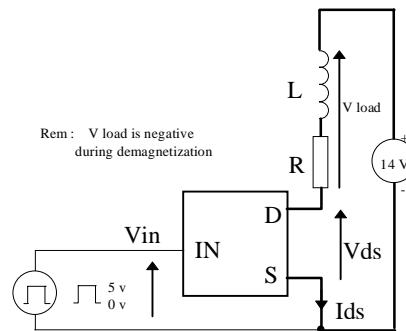 L
V load
Rem : V load is negative
during demagnetization
R
+
14 V
-
D
Vin
IN
Vds
S
5 v
0 v
Ids